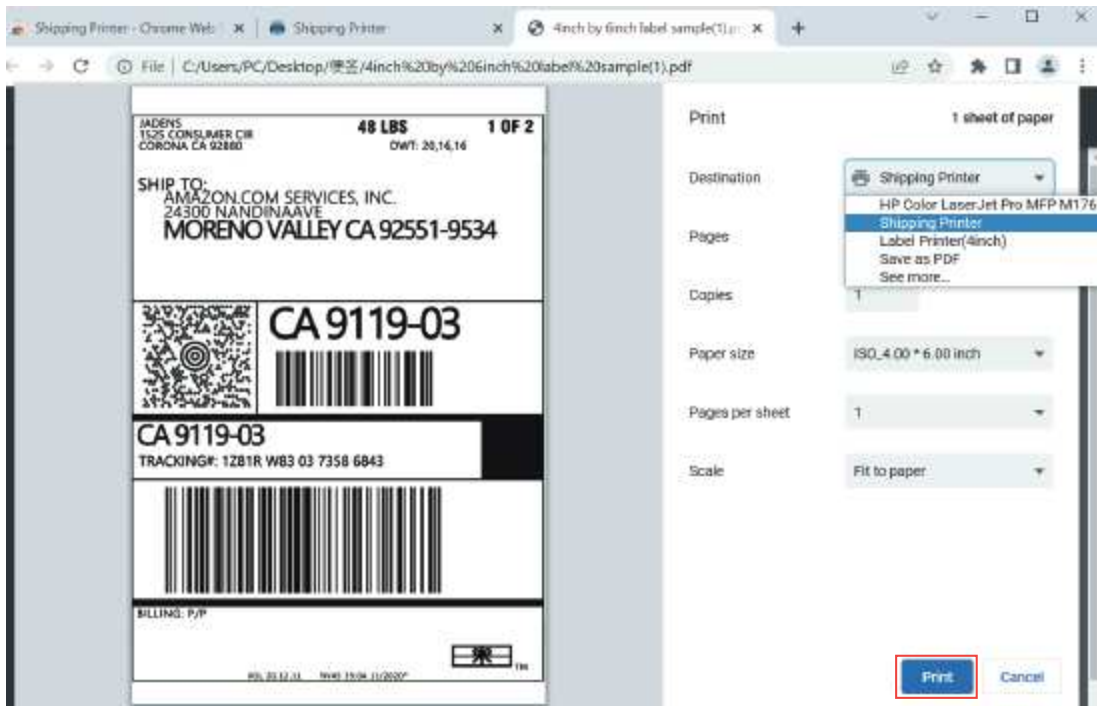 Shipping Printer - Chrome Web
Shipping Printer
4inch by 6inch label sample(1).p
File | C:/Users/PC/Desktop/便签/4inch%20by%206inch%20label%20sample(1).pdf
JADENS
1525 CONSUMER CIR
CORONA CA 92880
48 LBS
1 OF 2
DWT: 20,16,16
SHIP TO:
AMAZON.COM SERVICES, INC.
24300 NANDINAAVE
MORENO VALLEY CA 92551-9534
CA 9119-03
CA 9119-03
TRACKING#: 1Z81R W83 03 7358 6843
BILLING: P/P
TM
Print
1 sheet of paper
Destination
Shipping Printer
HP Color LaserJet Pro MFP M176
Shipping Printer
Label Printer(4inch)
Save as PDF
See more...
Pages
Copies
1
Paper size
ISO_4.00 * 6.00 inch
Pages per sheet
1
Scale
Fit to paper
Print
Cancel